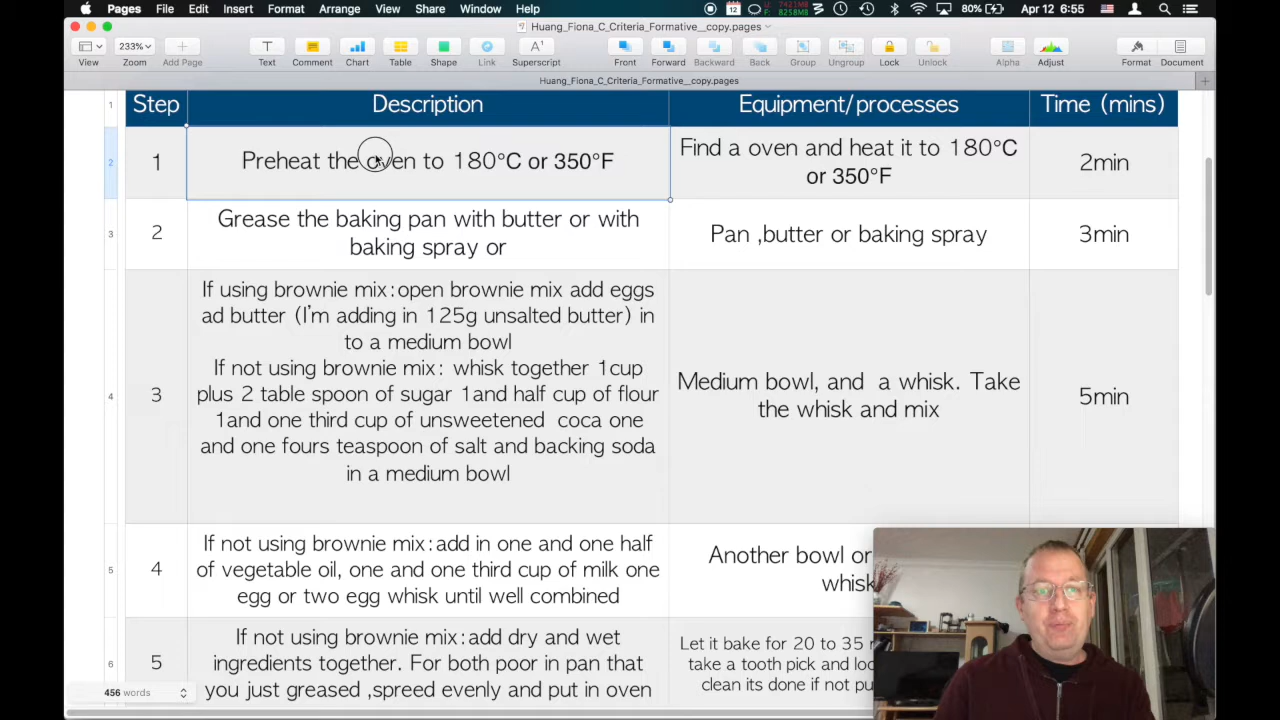 Pages File Edit Insert Format Arrange View Share Window Help
12 U: 7423MB F: 8258MB 80% Apr 12 6:55
Huang_Fiona_C_Criteria_Formative__copy.pages
233%
View Zoom Add Page Text Comment Chart Table Shape Link Superscript Front Forward Backward Back Group Ungroup Lock Unlock Alpha Adjust Format Document
Huang_Fiona_C_Criteria_Formative__copy.pages
1 Step Description Equipment/processes Time (mins)
2
1
Preheat the oven to 180°C or 350°F
Find a oven and heat it to 180°C
or 350°F
2min
3
2
Grease the baking pan with butter or with
baking spray or
Pan ,butter or baking spray
3min
4
3
If using brownie mix:open brownie mix add eggs
ad butter (I'm adding in 125g unsalted butter) in
to a medium bowl
If not using brownie mix: whisk together 1cup
plus 2 table spoon of sugar 1and half cup of flour
1and one third cup of unsweetened coca one
and one fours teaspoon of salt and backing soda
in a medium bowl
Medium bowl, and a whisk. Take
the whisk and mix
5min
5
4
If not using brownie mix:add in one and one half
of vegetable oil, one and one third cup of milk one
egg or two egg whisk until well combined
Another bowl or
whisk
6
5
If not using brownie mix:add dry and wet
ingredients together. For both poor in pan that
you just greased ,spreed evenly and put in oven
Let it bake for 20 to 35
take a tooth pick and
clean its done if not
456 words